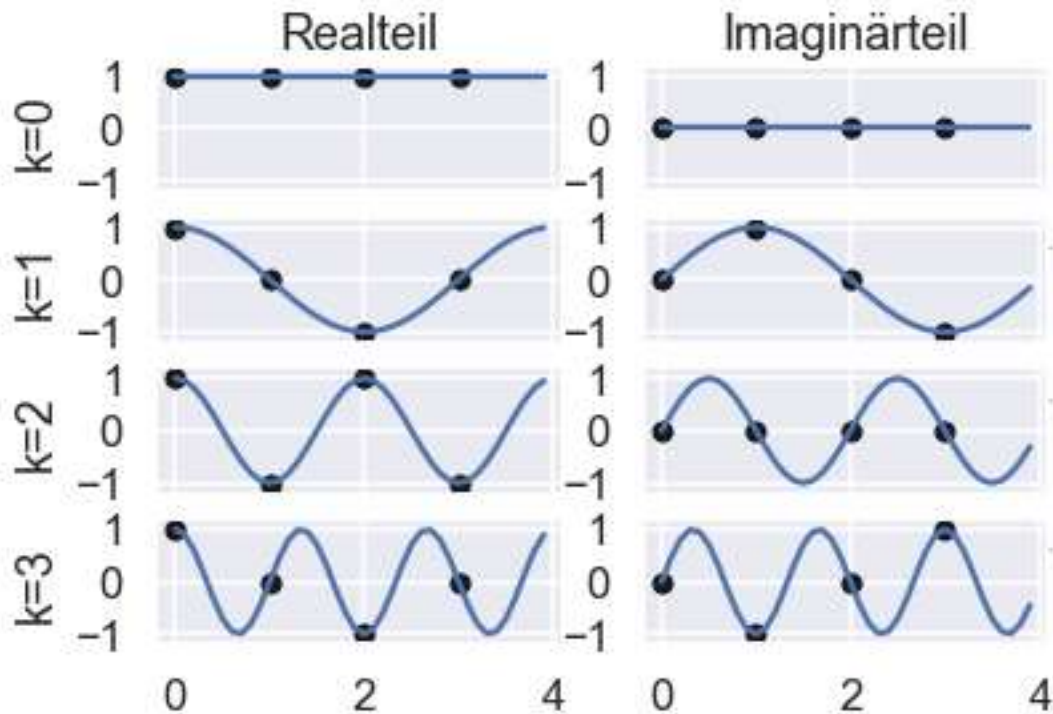 Realteil Imaginärteil
k=0 1 0 −1 1 0 −1
k=1 1 0 −1 1 0 −1
k=2 1 0 −1 1 0 −1
k=3 1 0 −1 1 0 −1
0 2 4 0 2 4